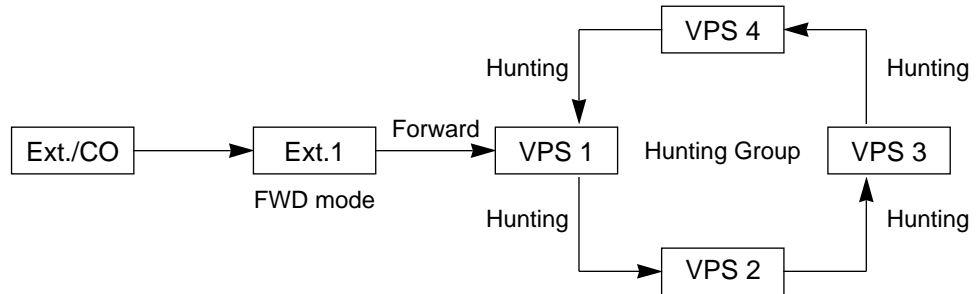 VPS 4
Hunting
Hunting
Forward
Ext./CO
Ext.1
VPS 1
Hunting Group
VPS 3
FWD mode
Hunting
Hunting
VPS 2